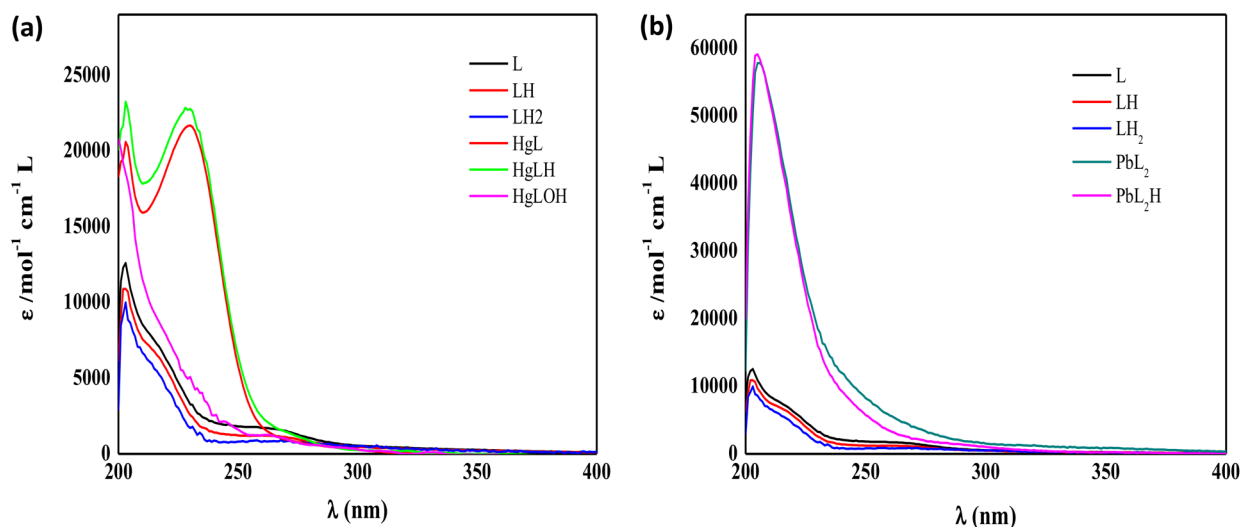 (a)
ε /mol⁻¹ cm⁻¹ L
25000
20000
15000
10000
5000
0
200
250
300
350
400
λ (nm)
L
LH
LH2
HgL
HgLH
HgLOH
(b)
ε /mol⁻¹ cm⁻¹ L
60000
50000
40000
30000
20000
10000
0
200
250
300
350
400
λ (nm)
L
LH
LH₂
PbL₂
PbL₂H